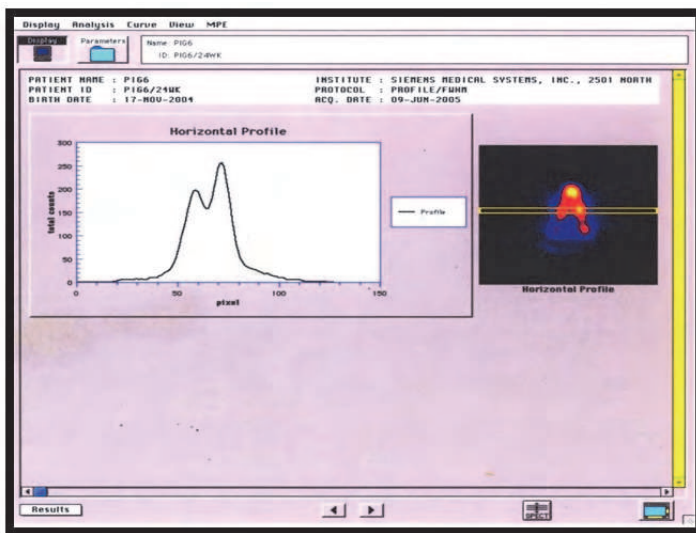 Display Analysis Curve View MPE
Display Parameters
Name: PIG6
ID: PIG6/24WK
PATIENT NAME : PIG6
PATIENT ID : PIG6/24WK
BIRTH DATE : 17-NOV-2004
INSTITUTE : SIEMENS MEDICAL SYSTEMS, INC., 2501 NORTH
PROTOCOL : PROFILE/FWHM
ACQ. DATE : 09-JUN-2005
Horizontal Profile
total counts
300
250
200
150
100
50
0
0 50 100 150
pixel
Profile
Horizontal Profile
Results
SPECT